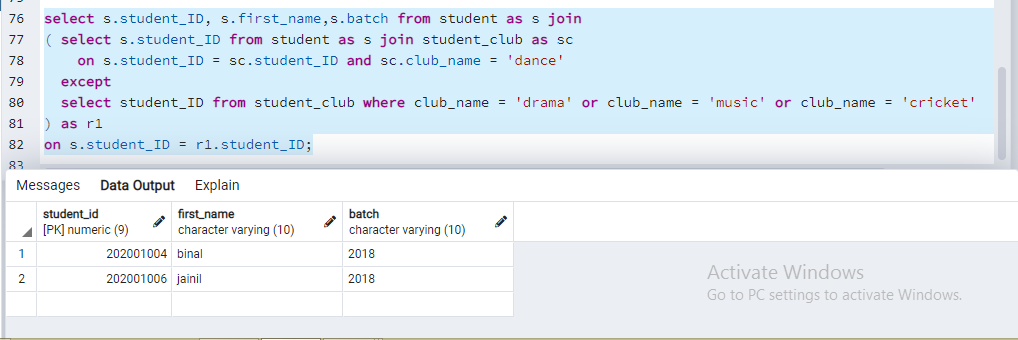 76 select s.student_ID, s.first_name,s.batch from student as s join
77 ( select s.student_ID from student as s join student_club as sc
78 on s.student_ID = sc.student_ID and sc.club_name = 'dance'
79 except
80 select student_ID from student_club where club_name = 'drama' or club_name = 'music' or club_name = 'cricket'
81 ) as r1
82 on s.student_ID = r1.student_ID;
83
Messages Data Output Explain
student_id first_name batch
[PK] numeric (9) character varying (10) character varying (10)
1 202001004 binal 2018
2 202001006 jainil 2018
Activate Windows
Go to PC settings to activate Windows.